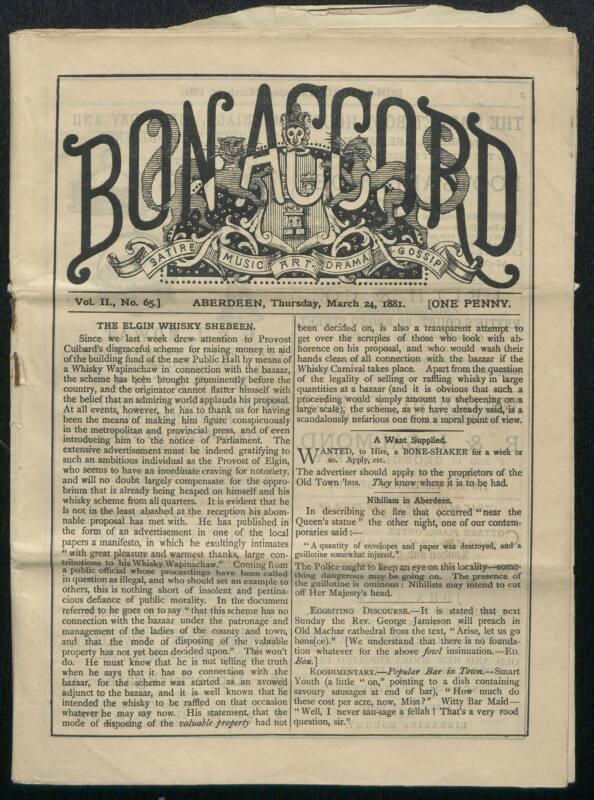 BON ACCORD
SATIRE MUSIC ART DRAMA GOSSIP
Vol. II., No. 65.] ABERDEEN, Thursday, March 24, 1881. [ONE PENNY.
THE ELGIN WHISKY SHEBEEN.
Since we last week drew attention to Provost
Culbard's disgraceful scheme for raising money in aid
of the building fund of the new Public Hall by means of
a Whisky Wapinschaw in connection with the bazaar,
the scheme has been brought prominently before the
country, and the originator cannot flatter himself with
the belief that an admiring world applauds his proposal.
At all events, however, he has to thank us for having
been the means of making him figure conspicuously
in the metropolitan and provincial press, and of even
introducing him to the notice of Parliament. The
extensive advertisement must be indeed gratifying to
such an ambitious individual as the Provost of Elgin,
who seems to have an inordinate craving for notoriety,
and will no doubt largely compensate for the oppro-
brium that is already being heaped on himself and his
whisky scheme from all quarters. It is evident that he
is not in the least abashed at the reception his abom-
nable proposal has met with. He has published in
the form of an advertisement in one of the local
papers a manifesto, in which he exultingly intimates
"with great pleasure and warmest thanks, large con-
tributions to his Whisky Wapinschaw." Coming from
a public official whose proceedings have been called
in question as illegal, and who should set an example to
others, this is nothing short of insolent and pertina-
cious defiance of public morality. In the document
referred to he goes on to say "that this scheme has no
connection with the bazaar under the patronage and
management of the ladies of the county and town,
and that the mode of disposing of the valuable
property has not yet been decided upon." This won't
do. He must know that he is not telling the truth
when he says that it has no connection with the
bazaar, for the scheme was started as an avowed
adjunct to the bazaar, and it is well known that he
intended the whisky to be raffled on that occasion
whatever he may say now. His statement that the
mode of disposing of the valuable property had not
been decided on, is also a transparent attempt to
get over the scruples of those who look with ab-
horence on his proposal, and who would wash their
hands clean of all connection with the bazaar if the
Whisky Carnival takes place. Apart from the question
of the legality of selling or raffling whisky in large
quantities at a bazaar (and it is obvious that such a
proceeding would simply amount to shebeening on a
large scale), the scheme, as we have already said, is a
scandalously nefarious one from a moral point of view.
A Want Supplied.
WANTED, to Hire, a BONE-SHAKER for a week or
so. Apply, etc.
The advertiser should apply to the proprietors of the
Old Town 'bus. They know where it is to be had.
Nihilism in Aberdeen.
In describing the fire that occurred "near the
Queen's statue" the other night, one of our contem-
poraries said:—
"A quantity of envelopes and paper was destroyed, and a
guillotine somewhat injured."
The Police ought to keep an eye on this locality—some-
thing dangerous may be going on. The presence of
the guillotine is ominous: Nihilists may intend to cut
off Her Majesty's head.
EGGSITING DISCOURSE.—It is stated that next
Sunday the Rev. George Jamieson will preach in
Old Machar cathedral from the text, "Arise, let us go
hens(ce)." [We understand that there is no founda-
tion whatever for the above fowl insinuation.—ED.
Bon.]
ROODIMENTARY.—Popular Bar in Town.—Smart
Youth (a little "on," pointing to a dish containing
savoury sausages at end of bar), "How much do
these cost per acre, now, Miss?" Witty Bar Maid—
"Well, I never sau-sage a fellah! That's a very rood
question, sir."